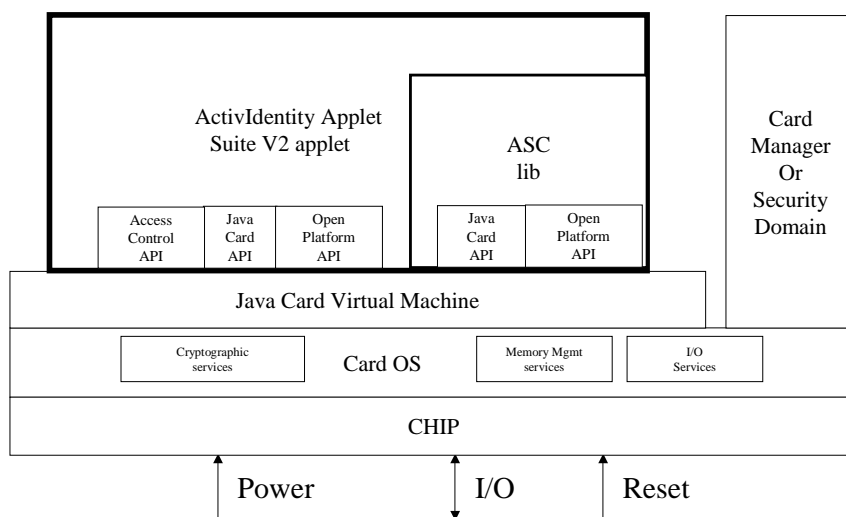 ActivIdentity Applet
Suite V2 applet
ASC
lib
Card
Manager
Or
Security
Domain
Access
Control
API
Java
Card
API
Open
Platform
API
Java
Card
API
Open
Platform
API
Java Card Virtual Machine
Cryptographic
services
Card OS
Memory Mgmt
services
I/O
Services
CHIP
Power
I/O
Reset